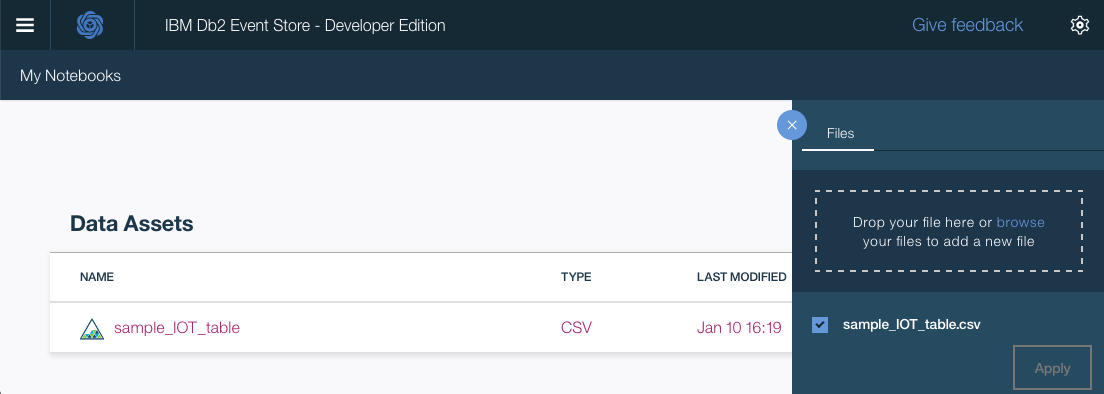 IBM Db2 Event Store - Developer Edition
Give feedback
My Notebooks
Files
Drop your file here or browse
your files to add a new file
Data Assets
NAME TYPE LAST MODIFIED
sample_IOT_table CSV Jan 10 16:19
sample_IOT_table.csv
Apply